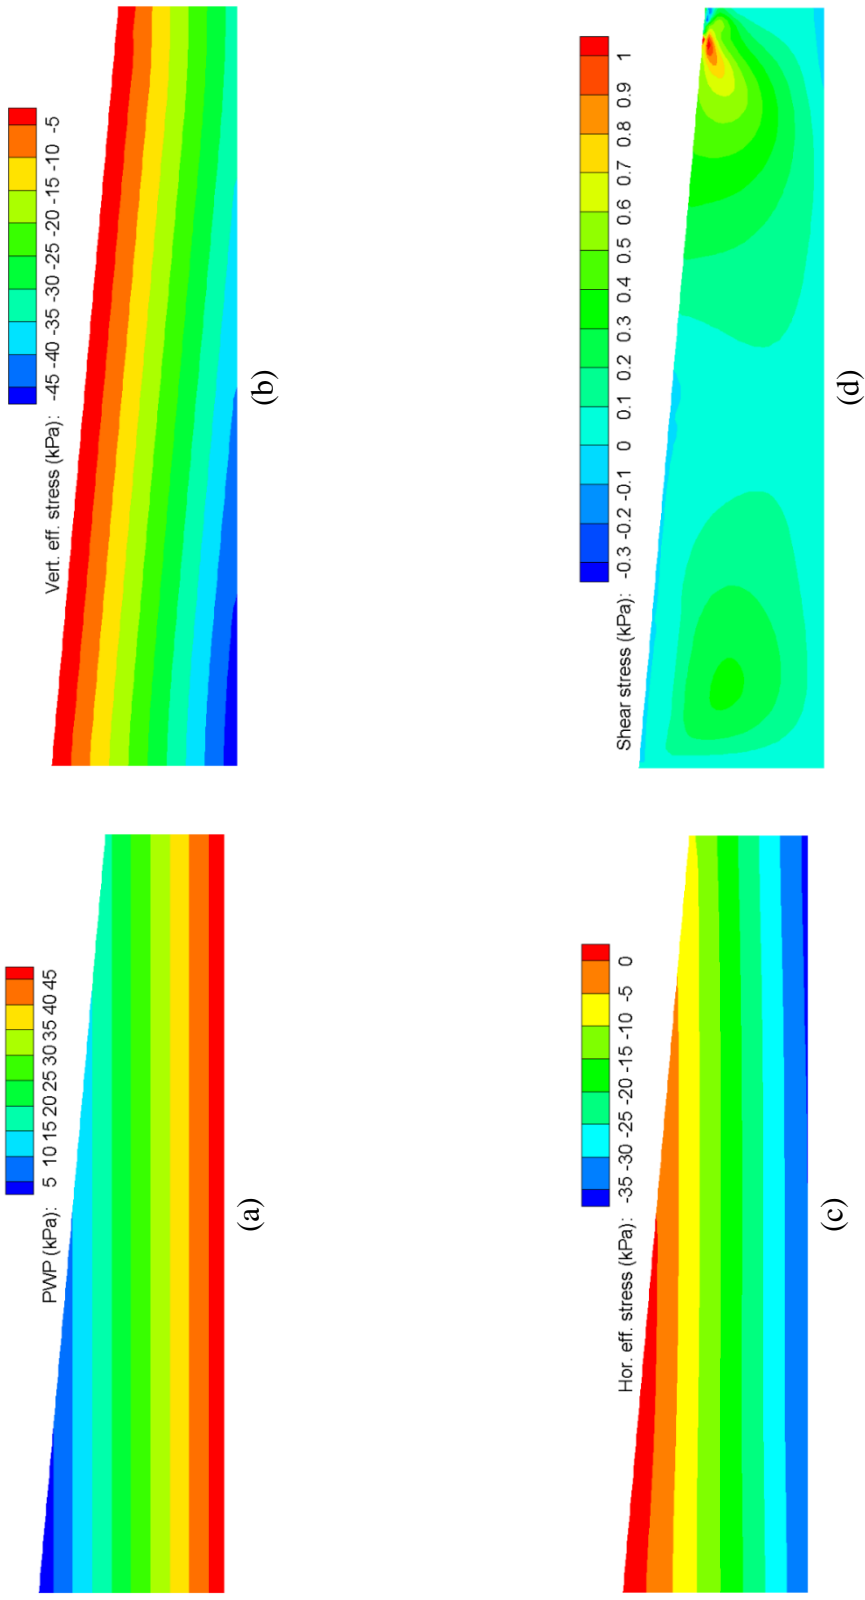 PWP (kPa): 5 10 15 20 25 30 35 40 45
(a)
Vert. eff. stress (kPa): -45 -40 -35 -30 -25 -20 -15 -10 -5
(b)
Hor. eff. stress (kPa): -35 -30 -25 -20 -15 -10 -5 0
(c)
Shear stress (kPa): -0.3 -0.2 -0.1 0 0.1 0.2 0.3 0.4 0.5 0.6 0.7 0.8 0.9 1
(d)